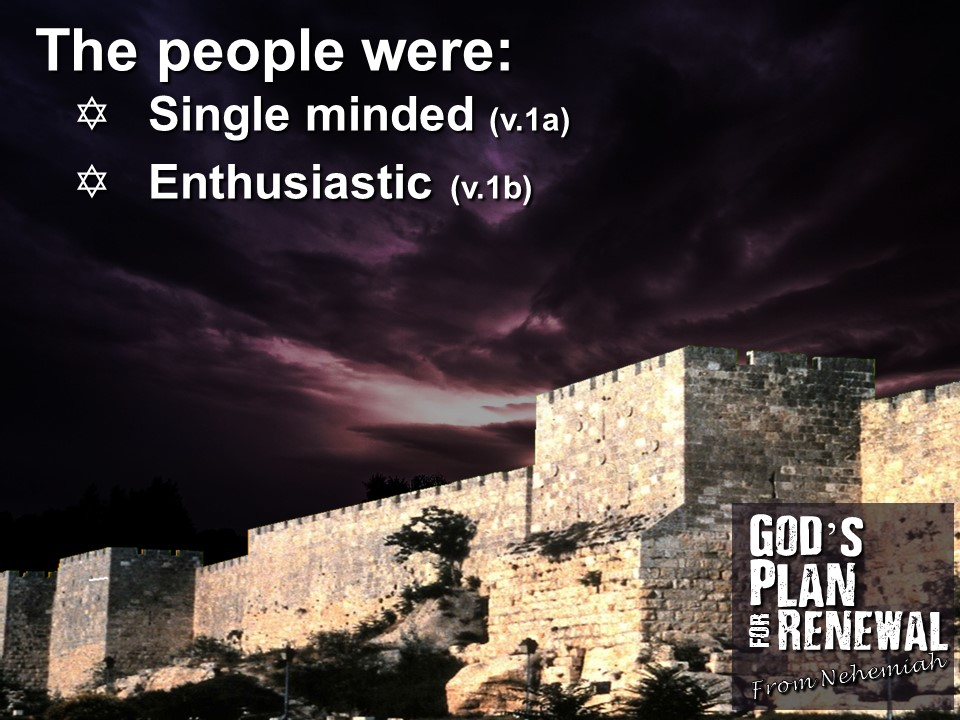 The people were:
✡ Single minded (v.1a)
✡ Enthusiastic (v.1b)
GOD'S
PLAN
FOR RENEWAL
From Nehemiah